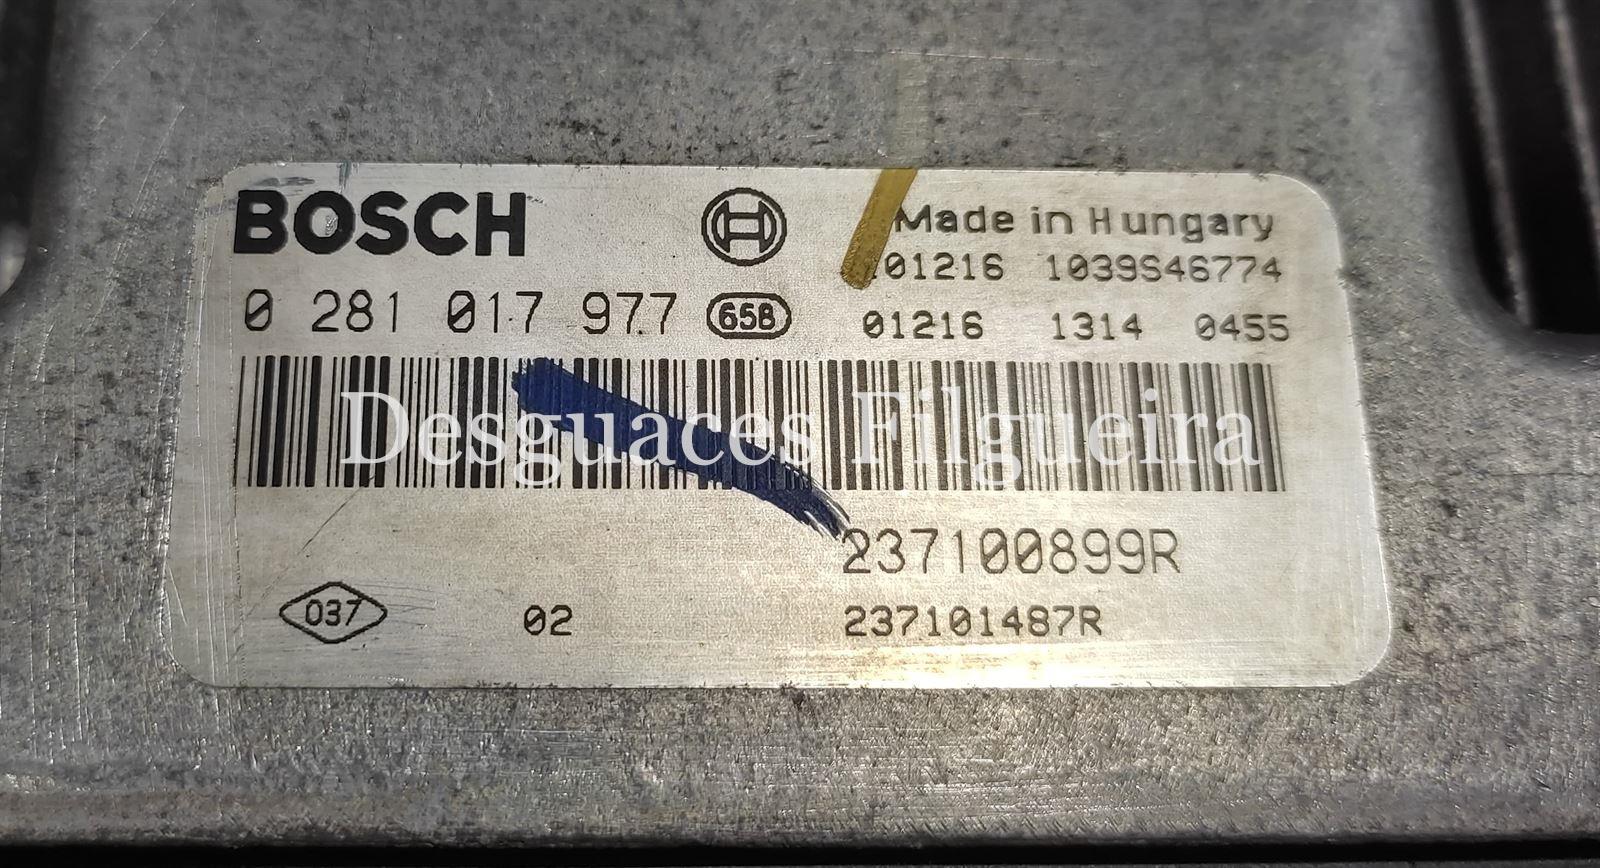 BOSCH
Made in Hungary
01216 1039S46774
0 281 017 977 658
01216 1314 0455
Desguaces Filgueira
237100899R
037 02 237101487R